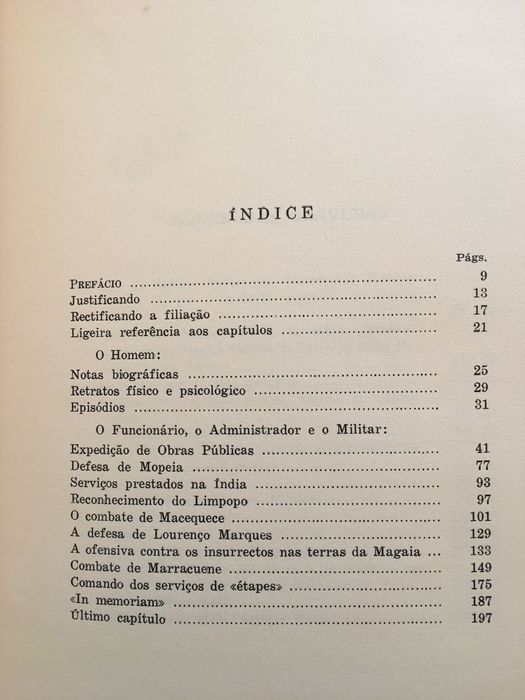 ÍNDICE
Págs.
PREFÁCIO ........................................................ 9
Justificando ........................................................ 13
Rectificando a filiação ........................................................ 17
Ligeira referência aos capítulos ........................................................ 21
O Homem:
Notas biográficas ........................................................ 25
Retratos físico e psicológico ........................................................ 29
Episódios ........................................................ 31
O Funcionário, o Administrador e o Militar:
Expedição de Obras Públicas ........................................................ 41
Defesa de Mopeia ........................................................ 77
Serviços prestados na Índia ........................................................ 93
Reconhecimento do Limpopo ........................................................ 97
O combate de Macequece ........................................................ 101
A defesa de Lourenço Marques ........................................................ 129
A ofensiva contra os insurrectos nas terras da Magaia ... 133
Combate de Marracuene ........................................................ 149
Comando dos serviços de «étapes» ........................................................ 175
«In memoriam» ........................................................ 187
Último capítulo ........................................................ 197